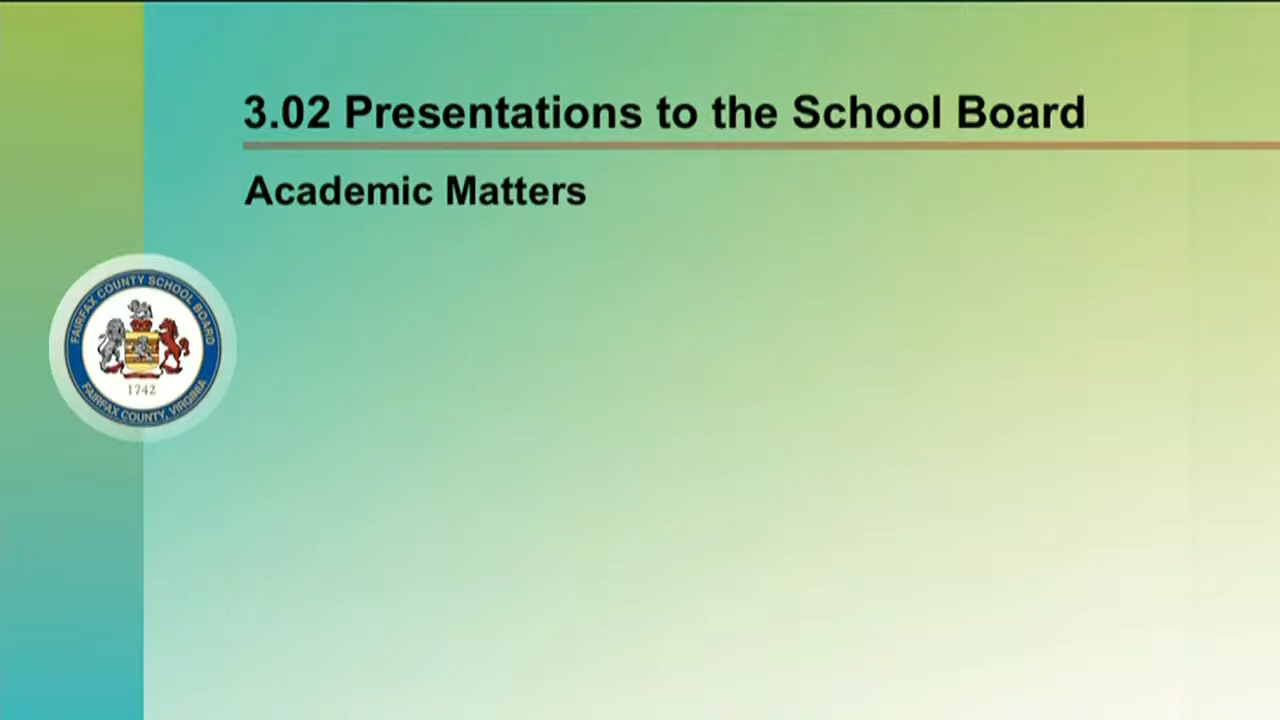 3.02 Presentations to the School Board
Academic Matters
FAIRFAX COUNTY SCHOOL BOARD
1742
FAIRFAX COUNTY, VIRGINIA